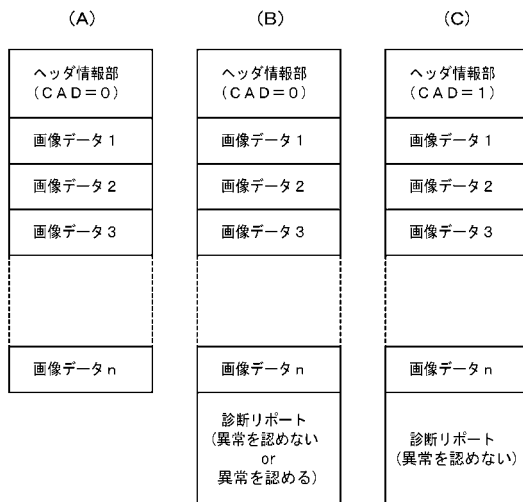 (A)
ヘッダ情報部
(CAD=0)
画像データ1
画像データ2
画像データ3
画像データn
(B)
ヘッダ情報部
(CAD=0)
画像データ1
画像データ2
画像データ3
画像データn
診断リポート
(異常を認めない
or
異常を認める)
(C)
ヘッダ情報部
(CAD=1)
画像データ1
画像データ2
画像データ3
画像データn
診断リポート
(異常を認めない)